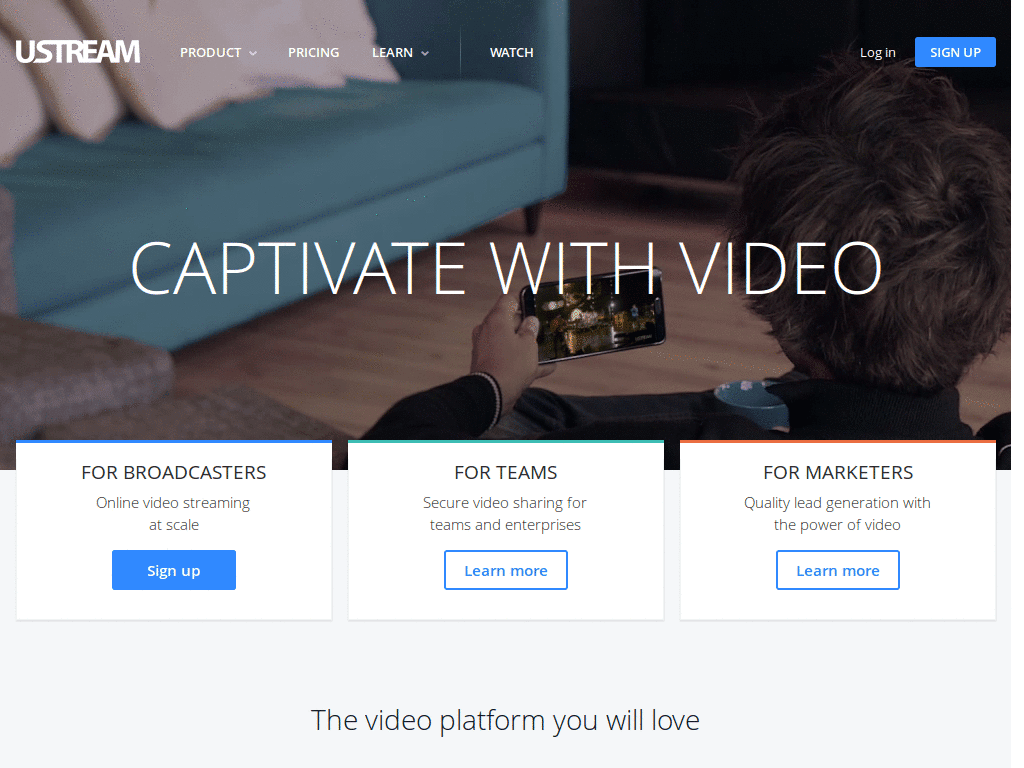 USTREAM
PRODUCT
PRICING
LEARN
WATCH
Log in
SIGN UP
CAPTIVATE WITH VIDEO
FOR BROADCASTERS
Online video streaming
at scale
Sign up
FOR TEAMS
Secure video sharing for
teams and enterprises
Learn more
FOR MARKETERS
Quality lead generation with
the power of video
Learn more
The video platform you will love